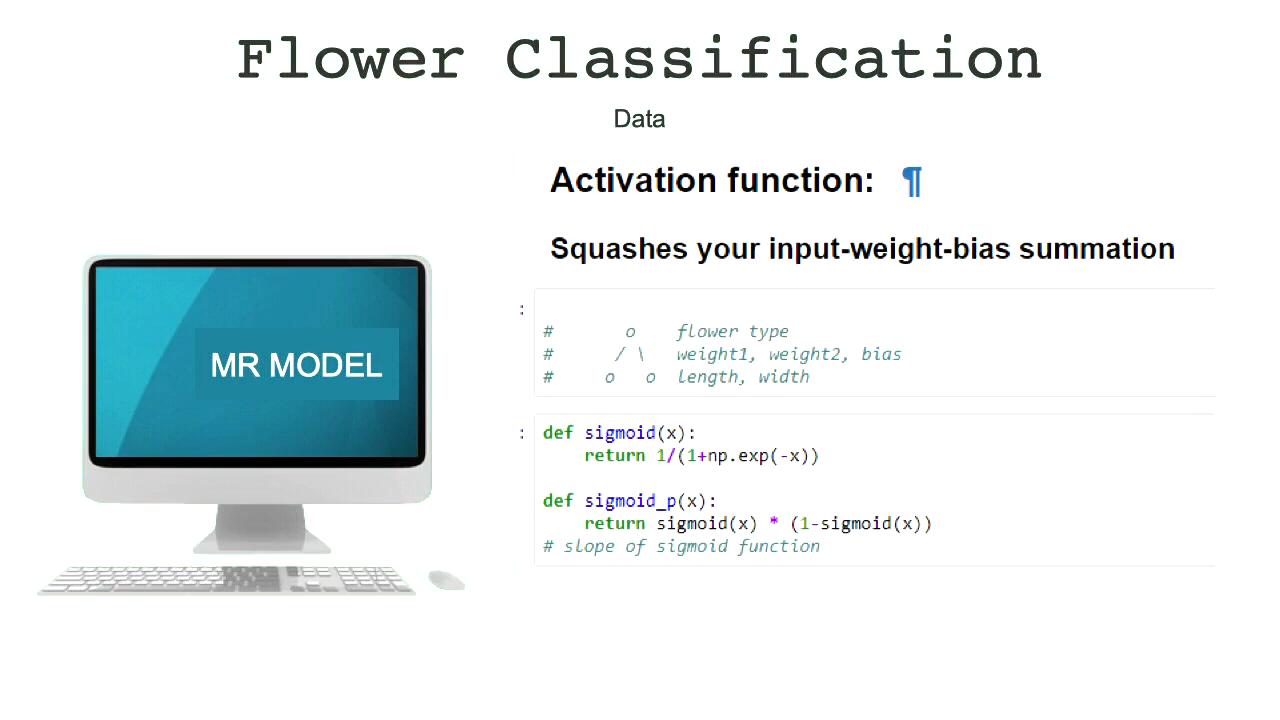 Flower Classification
Data
Activation function: ¶
Squashes your input-weight-bias summation
MR MODEL
:
#       o    flower type
#      / \   weight1, weight2, bias
#     o   o  length, width
:
def sigmoid(x):
    return 1/(1+np.exp(-x))
def sigmoid_p(x):
    return sigmoid(x) * (1-sigmoid(x))
# slope of sigmoid function